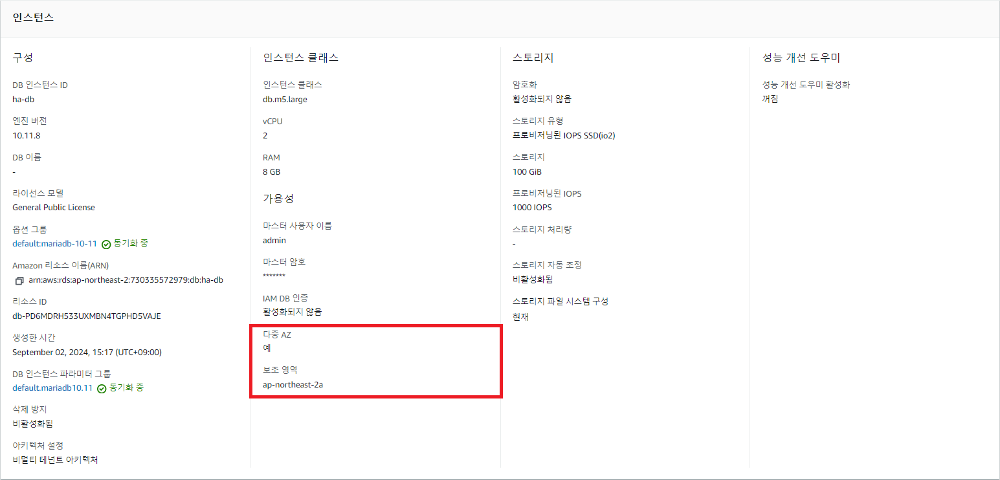 인스턴스
구성
DB 인스턴스 ID
ha-db
엔진 버전
10.11.8
DB 이름
-
라이선스 모델
General Public License
옵션 그룹
default:mariadb-10-11 동기화 중
Amazon 리소스 이름(ARN)
arn:aws:rds:ap-northeast-2:730335572979:db:ha-db
리소스 ID
db-PD6MDRH533UXMBN4TGPHD5VAJE
생성한 시간
September 02, 2024, 15:17 (UTC+09:00)
DB 인스턴스 파라미터 그룹
default.mariadb10.11 동기화 중
삭제 방지
비활성화됨
아키텍처 설정
비멀티 테넌트 아키텍처
인스턴스 클래스
인스턴스 클래스
db.m5.large
vCPU
2
RAM
8 GB
가용성
마스터 사용자 이름
admin
마스터 암호
*******
IAM DB 인증
활성화되지 않음
다중 AZ
예
보조 영역
ap-northeast-2a
스토리지
암호화
활성화되지 않음
스토리지 유형
프로비저닝된 IOPS SSD(io2)
스토리지
100 GiB
프로비저닝된 IOPS
1000 IOPS
스토리지 처리량
-
스토리지 자동 조정
비활성화됨
스토리지 파일 시스템 구성
현재
성능 개선 도우미
성능 개선 도우미 활성화
꺼짐